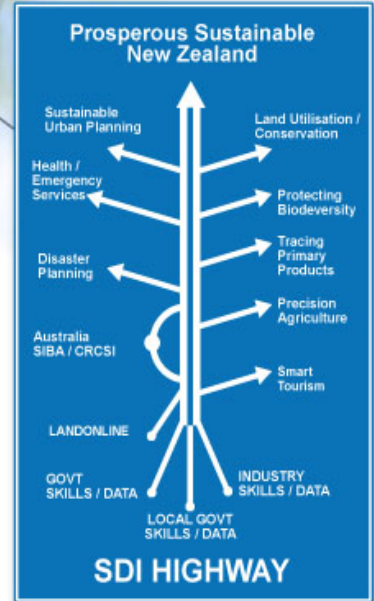 Prosperous Sustainable
New Zealand
Sustainable
Urban Planning
Land Utilisation /
Conservation
Health /
Emergency
Services
Protecting
Biodeversity
Tracing
Primary
Products
Disaster
Planning
Precision
Agriculture
Australia
SIBA / CRCSI
Smart
Tourism
LANDONLINE
GOVT
SKILLS / DATA
INDUSTRY
SKILLS / DATA
LOCAL GOVT
SKILLS / DATA
SDI HIGHWAY